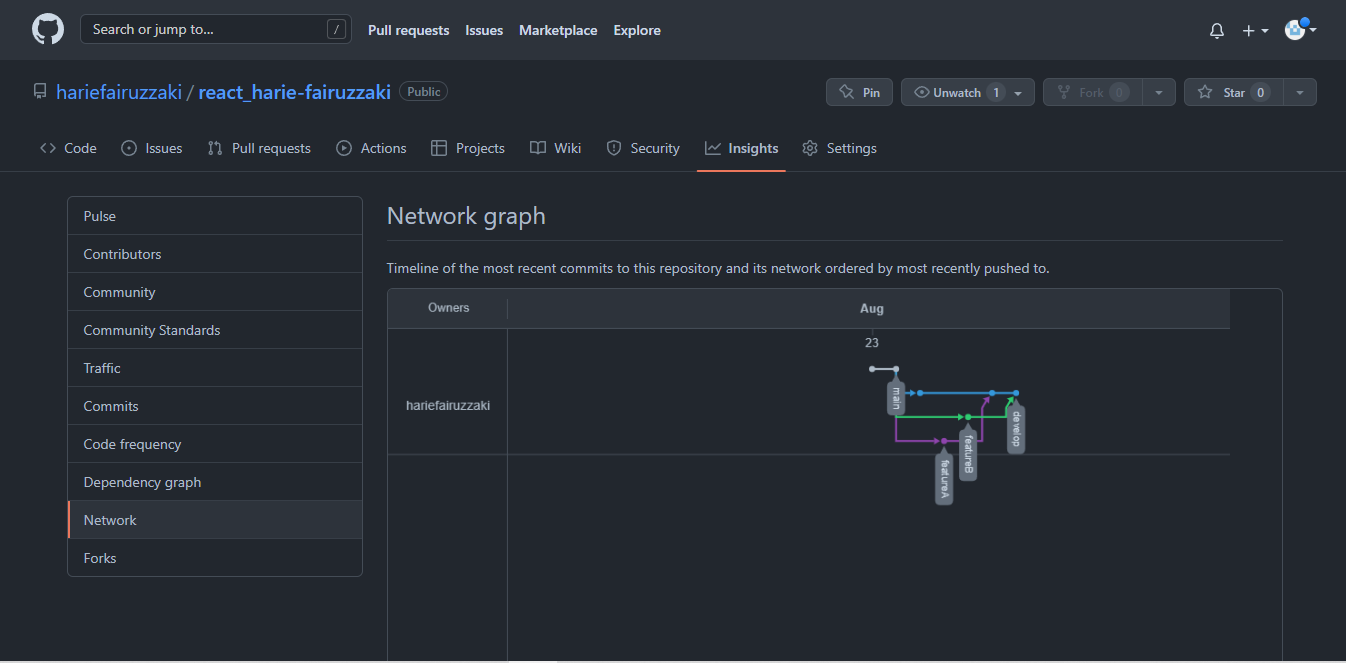 Search or jump to... /
Pull requests Issues Marketplace Explore
hariefairuzzaki / react_harie-fairuzzaki Public
Pin Unwatch 1 Fork 0 Star 0
Code Issues Pull requests Actions Projects Wiki Security Insights Settings
Pulse
Contributors
Community
Community Standards
Traffic
Commits
Code frequency
Dependency graph
Network
Forks
Network graph
Timeline of the most recent commits to this repository and its network ordered by most recently pushed to.
Owners Aug
23
hariefairuzzaki
main
develop
featureB
featureA